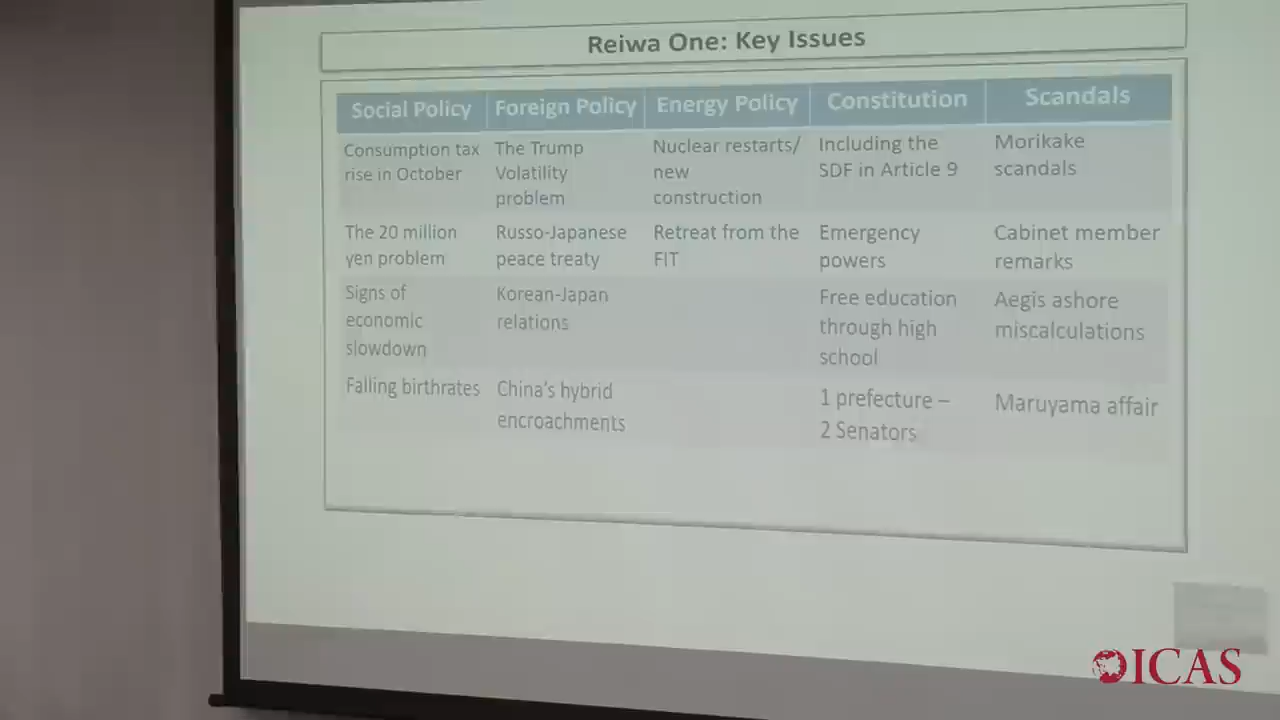 Reiwa One: Key Issues
Social Policy Foreign Policy Energy Policy Constitution Scandals
Consumption tax
rise in October
The Trump
Volatility
problem
Nuclear restarts/
new
construction
Including the
SDF in Article 9
Morikake
scandals
The 20 million
yen problem
Russo-Japanese
peace treaty
Retreat from the
FIT
Emergency
powers
Cabinet member
remarks
Signs of
economic
slowdown
Korean-Japan
relations
Free education
through high
school
Aegis ashore
miscalculations
Falling birthrates
China's hybrid
encroachments
1 prefecture –
2 Senators
Maruyama affair
ICAS